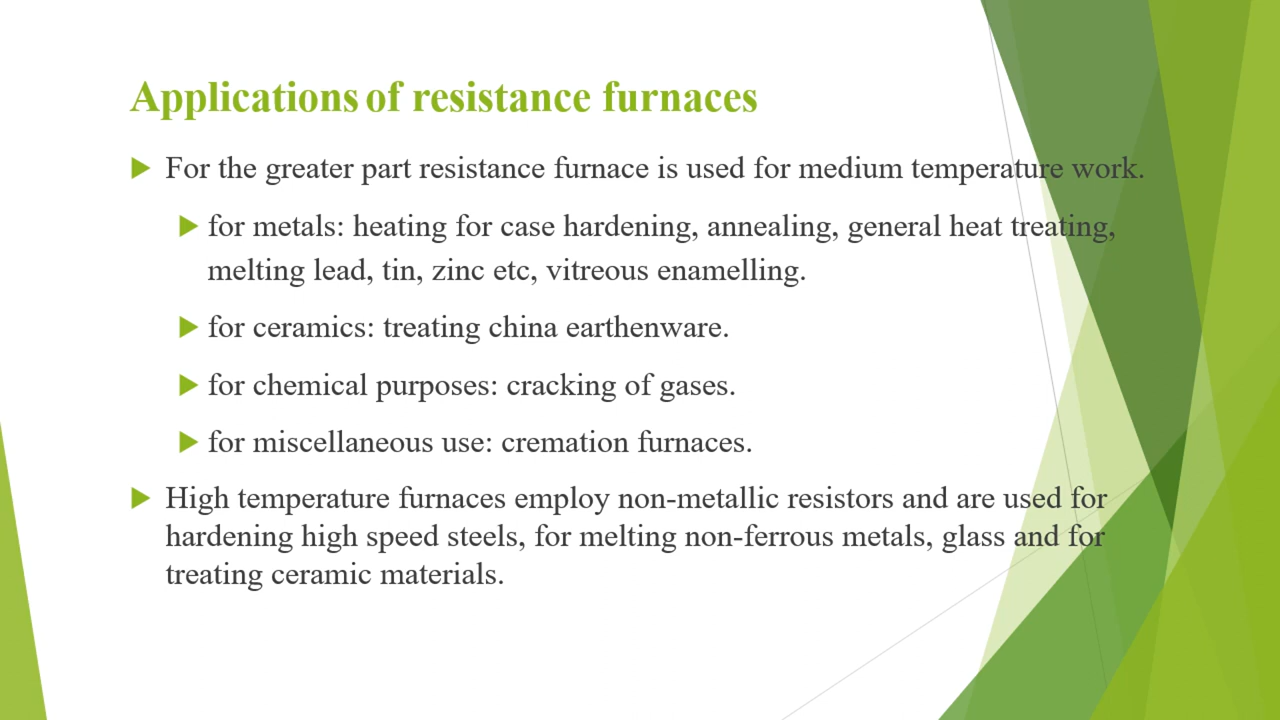 Applications of resistance furnaces
For the greater part resistance furnace is used for medium temperature work.
for metals: heating for case hardening, annealing, general heat treating,
melting lead, tin, zinc etc, vitreous enamelling.
for ceramics: treating china earthenware.
for chemical purposes: cracking of gases.
for miscellaneous use: cremation furnaces.
High temperature furnaces employ non-metallic resistors and are used for
hardening high speed steels, for melting non-ferrous metals, glass and for
treating ceramic materials.